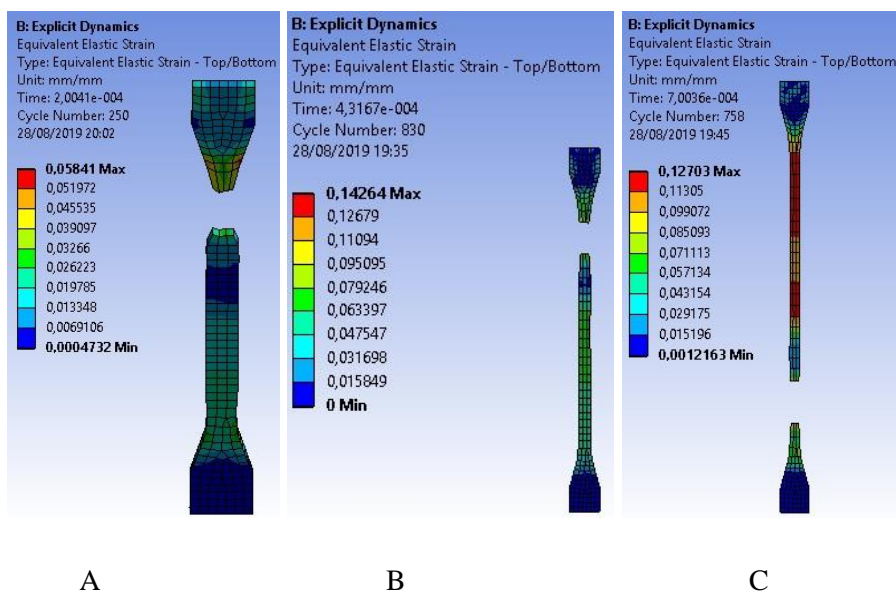 B: Explicit Dynamics
Equivalent Elastic Strain
Type: Equivalent Elastic Strain - Top/Bottom
Unit: mm/mm
Time: 2,0041e-004
Cycle Number: 250
28/08/2019 20:02
0,05841 Max
0,051972
0,045535
0,039097
0,03266
0,026223
0,019785
0,013348
0,0069106
0,0004732 Min
B: Explicit Dynamics
Equivalent Elastic Strain
Type: Equivalent Elastic Strain - Top/Bottom
Unit: mm/mm
Time: 4,3167e-004
Cycle Number: 830
28/08/2019 19:35
0,14264 Max
0,12679
0,11094
0,095095
0,079246
0,063397
0,047547
0,031698
0,015849
0 Min
B: Explicit Dynamics
Equivalent Elastic Strain
Type: Equivalent Elastic Strain - Top/Bottom
Unit: mm/mm
Time: 7,0036e-004
Cycle Number: 758
28/08/2019 19:45
0,12703 Max
0,11305
0,099072
0,085093
0,071113
0,057134
0,043154
0,029175
0,015196
0,0012163 Min
A B C